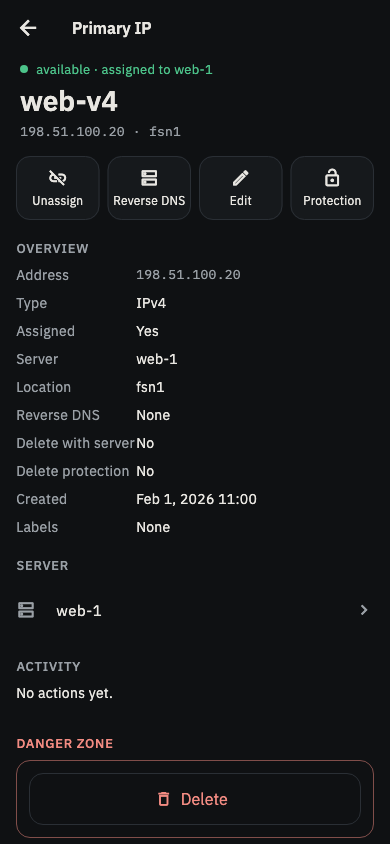 Primary IP
available · assigned to web-1
web-v4
198.51.100.20 · fsn1
Unassign
Reverse DNS
Edit
Protection
OVERVIEW
Address 198.51.100.20
Type IPv4
Assigned Yes
Server web-1
Location fsn1
Reverse DNS None
Delete with server No
Delete protection No
Created Feb 1, 2026 11:00
Labels None
SERVER
web-1
ACTIVITY
No actions yet.
DANGER ZONE
Delete